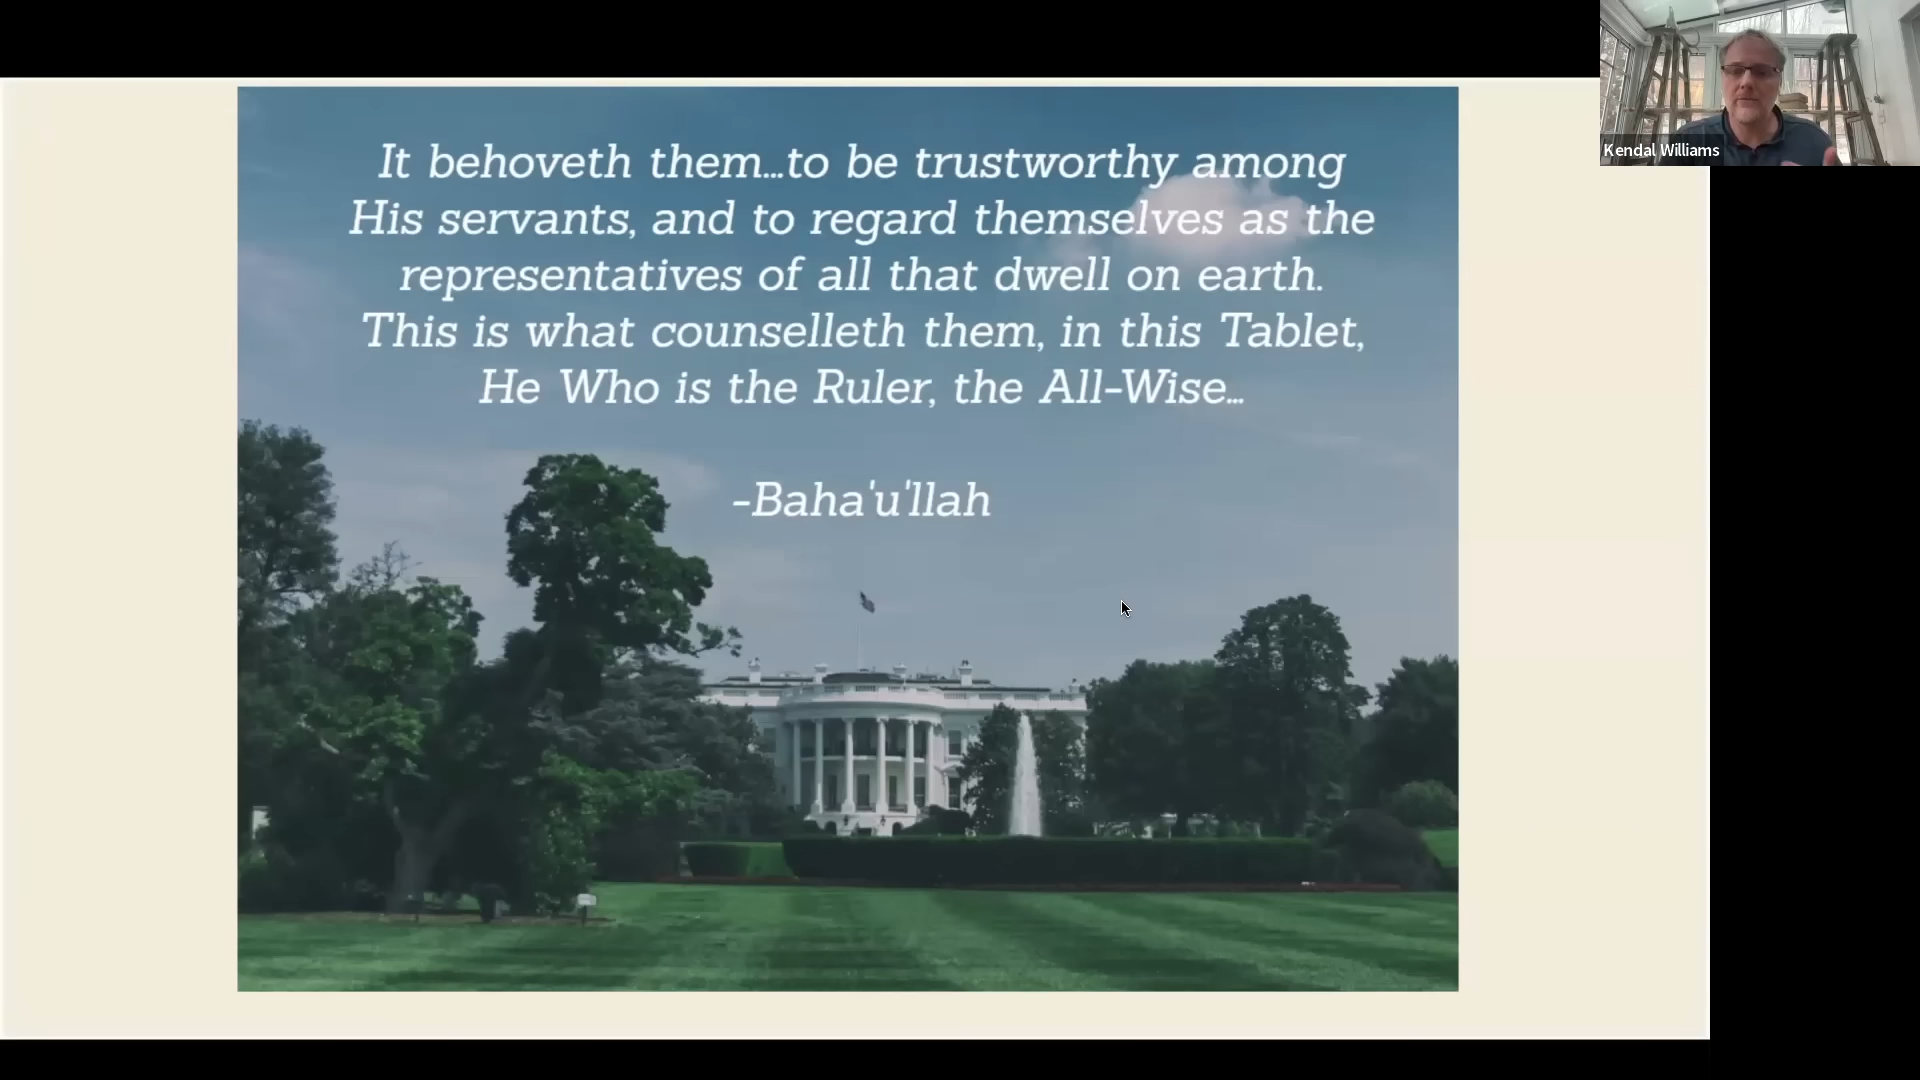 It behoveth them...to be trustworthy among
His servants, and to regard themselves as the
representatives of all that dwell on earth.
This is what counselleth them, in this Tablet,
He Who is the Ruler, the All-Wise...
-Baha'u'llah
Kendal Williams